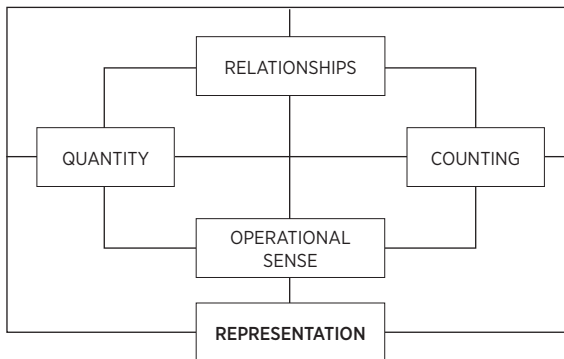 RELATIONSHIPS
QUANTITY
COUNTING
OPERATIONAL
SENSE
REPRESENTATION